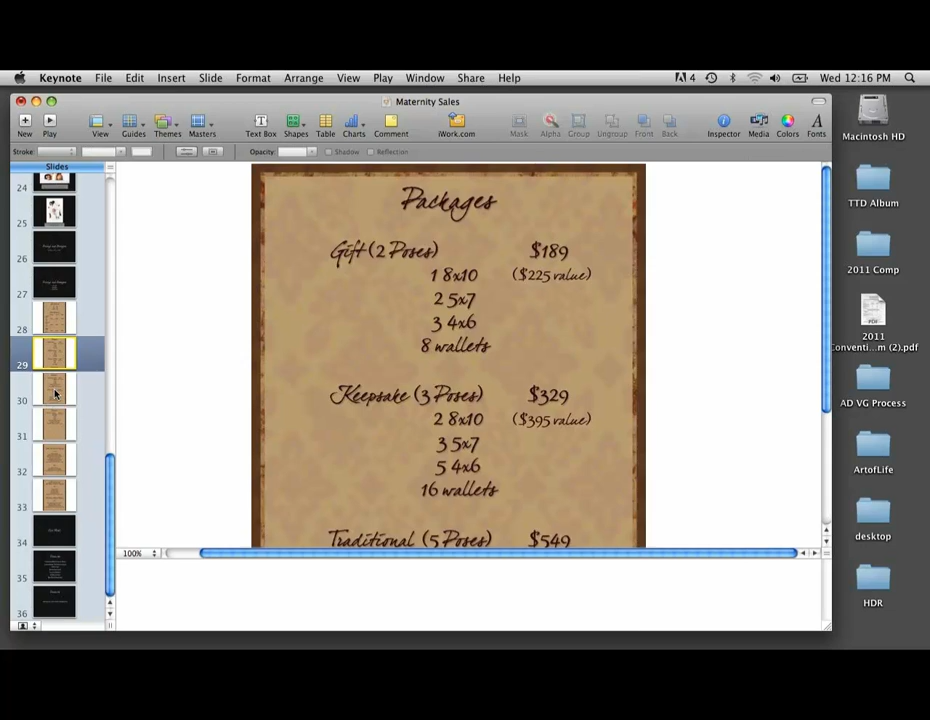 Keynote File Edit Insert Slide Format Arrange View Play Window Share Help 4 Wed 12:16 PM
Maternity Sales
New Play View Guides Themes Masters Text Box Shapes Table Charts Comment iWork.com Mask Alpha Group Ungroup Front Back Inspector Media Colors Fonts
Stroke: Opacity: Shadow Reflection
Slides
24
25
26
27
28
29
30
31
32
33
34
35
36
Packages
Gift (2 Poses) $189
1 8x10 ($225 value)
2 5x7
3 4x6
8 wallets
Keepsake (3 Poses) $329
2 8x10 ($395 value)
3 5x7
5 4x6
16 wallets
Traditional (5 Poses) $549
100%
Macintosh HD
TTD Album
2011 Comp
PDF
2011
Conventi...m (2).pdf
AD VG Process
ArtofLife
desktop
HDR